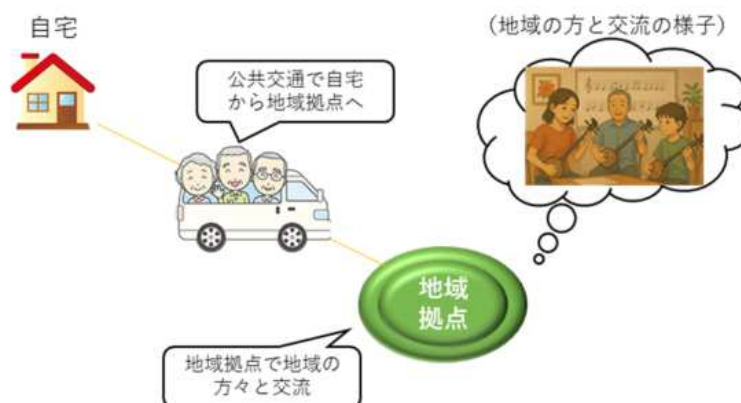 自宅
（地域の方と交流の様子）
公共交通で自宅
から地域拠点へ
地域
拠点
地域拠点で地域の
方々と交流